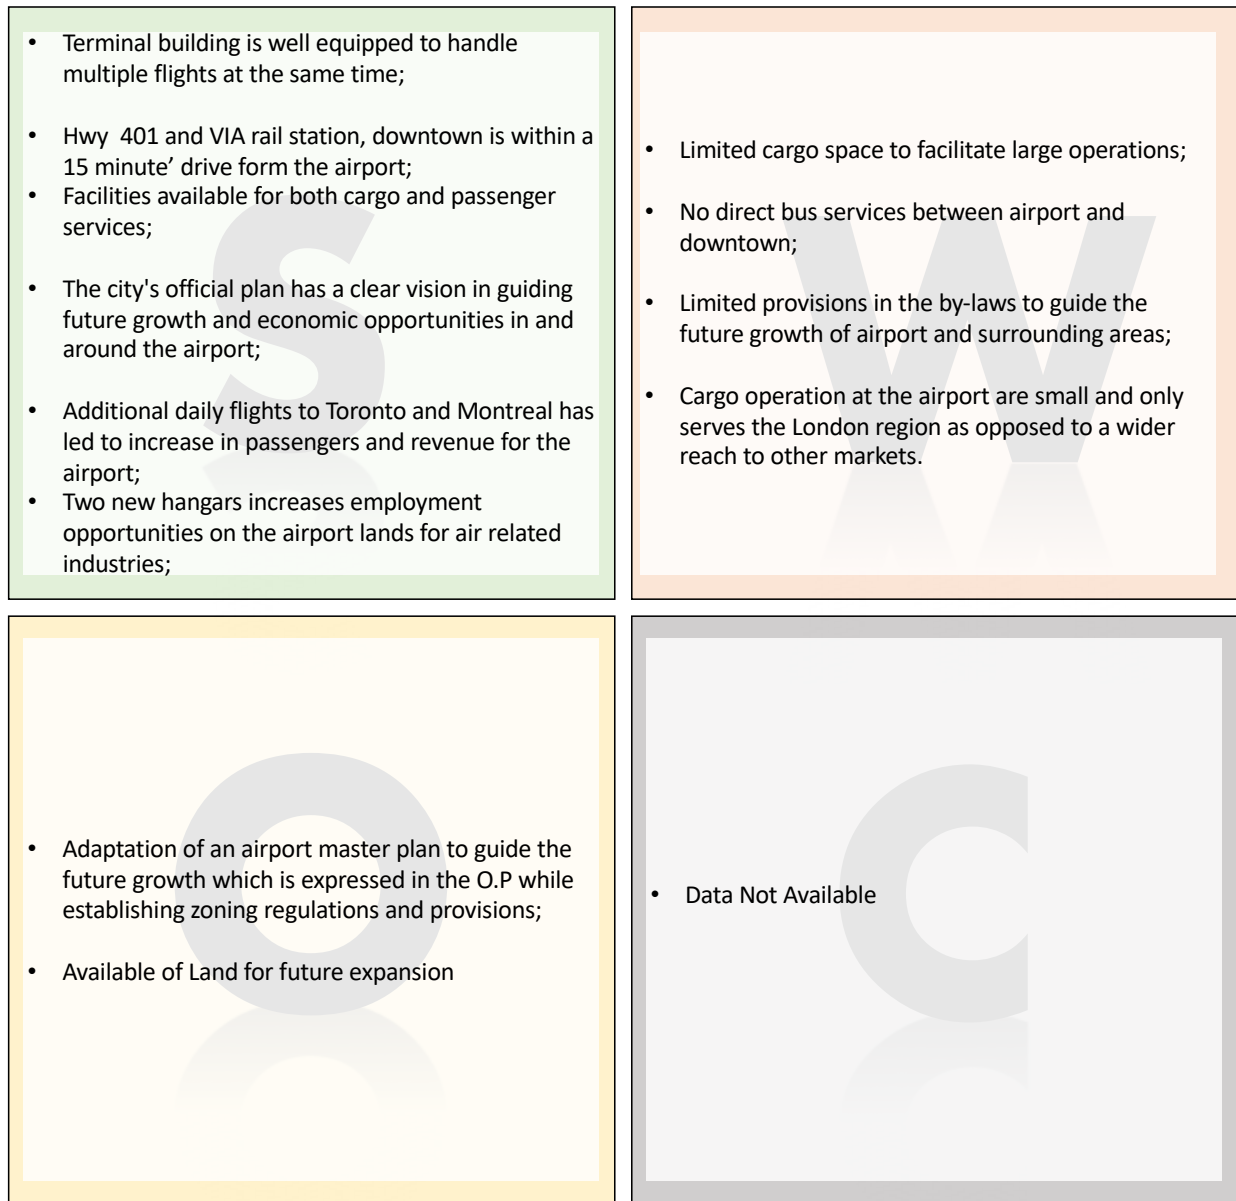 S
• Terminal building is well equipped to handle
multiple flights at the same time;
• Hwy  401 and VIA rail station, downtown is within a
15 minute’ drive form the airport;
• Facilities available for both cargo and passenger
services;
• The city's official plan has a clear vision in guiding
future growth and economic opportunities in and
around the airport;
• Additional daily flights to Toronto and Montreal has
led to increase in passengers and revenue for the
airport;
• Two new hangars increases employment
opportunities on the airport lands for air related
industries;
W
• Limited cargo space to facilitate large operations;
• No direct bus services between airport and
downtown;
• Limited provisions in the by-laws to guide the
future growth of airport and surrounding areas;
• Cargo operation at the airport are small and only
serves the London region as opposed to a wider
reach to other markets.
O
• Adaptation of an airport master plan to guide the
future growth which is expressed in the O.P while
establishing zoning regulations and provisions;
• Available of Land for future expansion
C
• Data Not Available